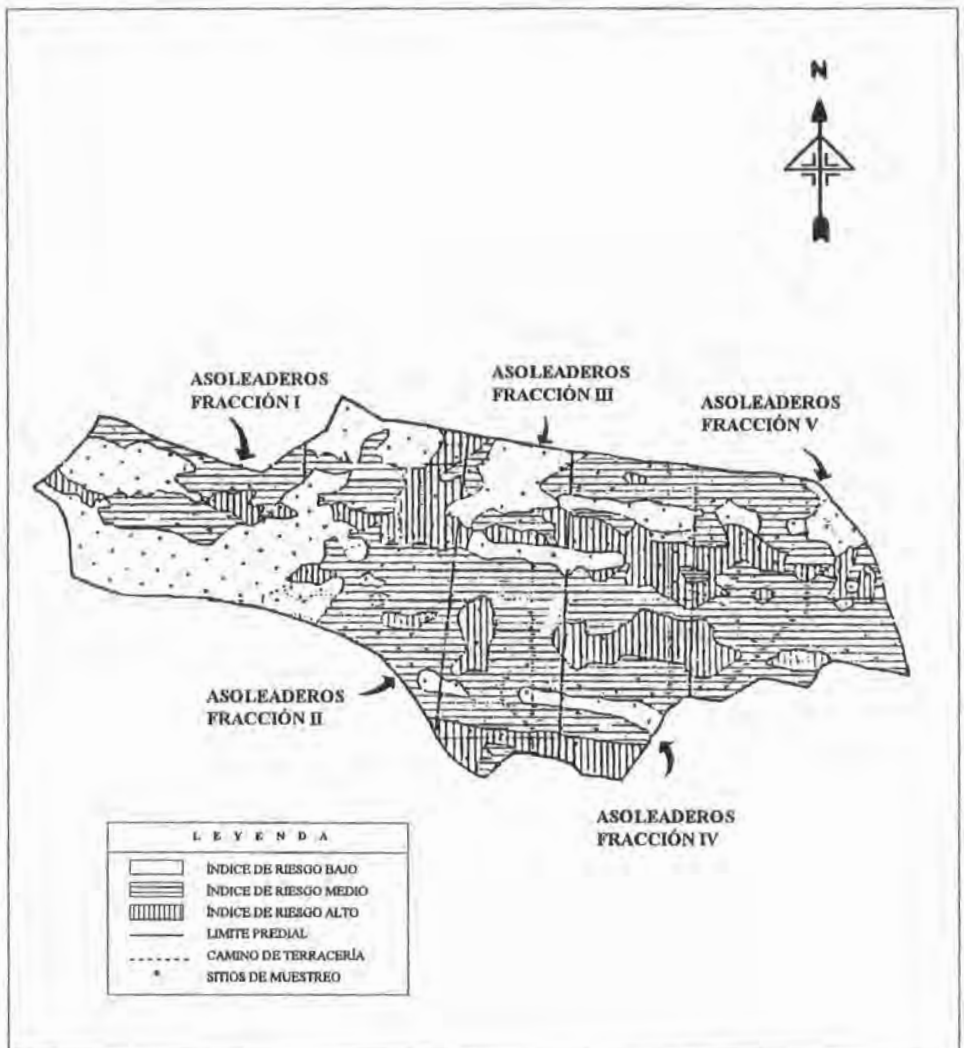 N
ASOLEADEROS
FRACCIÓN I
ASOLEADEROS
FRACCIÓN III
ASOLEADEROS
FRACCIÓN V
ASOLEADEROS
FRACCIÓN II
ASOLEADEROS
FRACCIÓN IV
LEYENDA
ÍNDICE DE RIESGO BAJO
ÍNDICE DE RIESGO MEDIO
ÍNDICE DE RIESGO ALTO
LIMITE PREDIAL
CAMINO DE TERRACERÍA
SITIOS DE MUESTREO